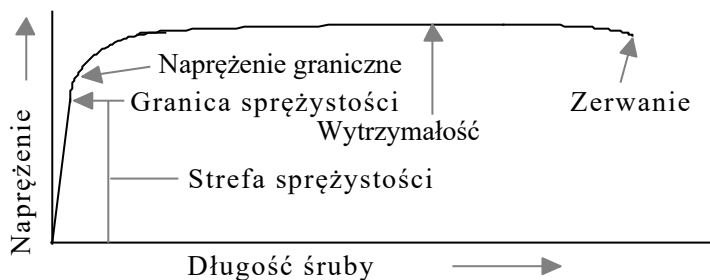 Naprężenie graniczne
Granica sprężystości
Zerwanie
Wytrzymałość
Strefa sprężystości
Naprężenie
Długość śruby